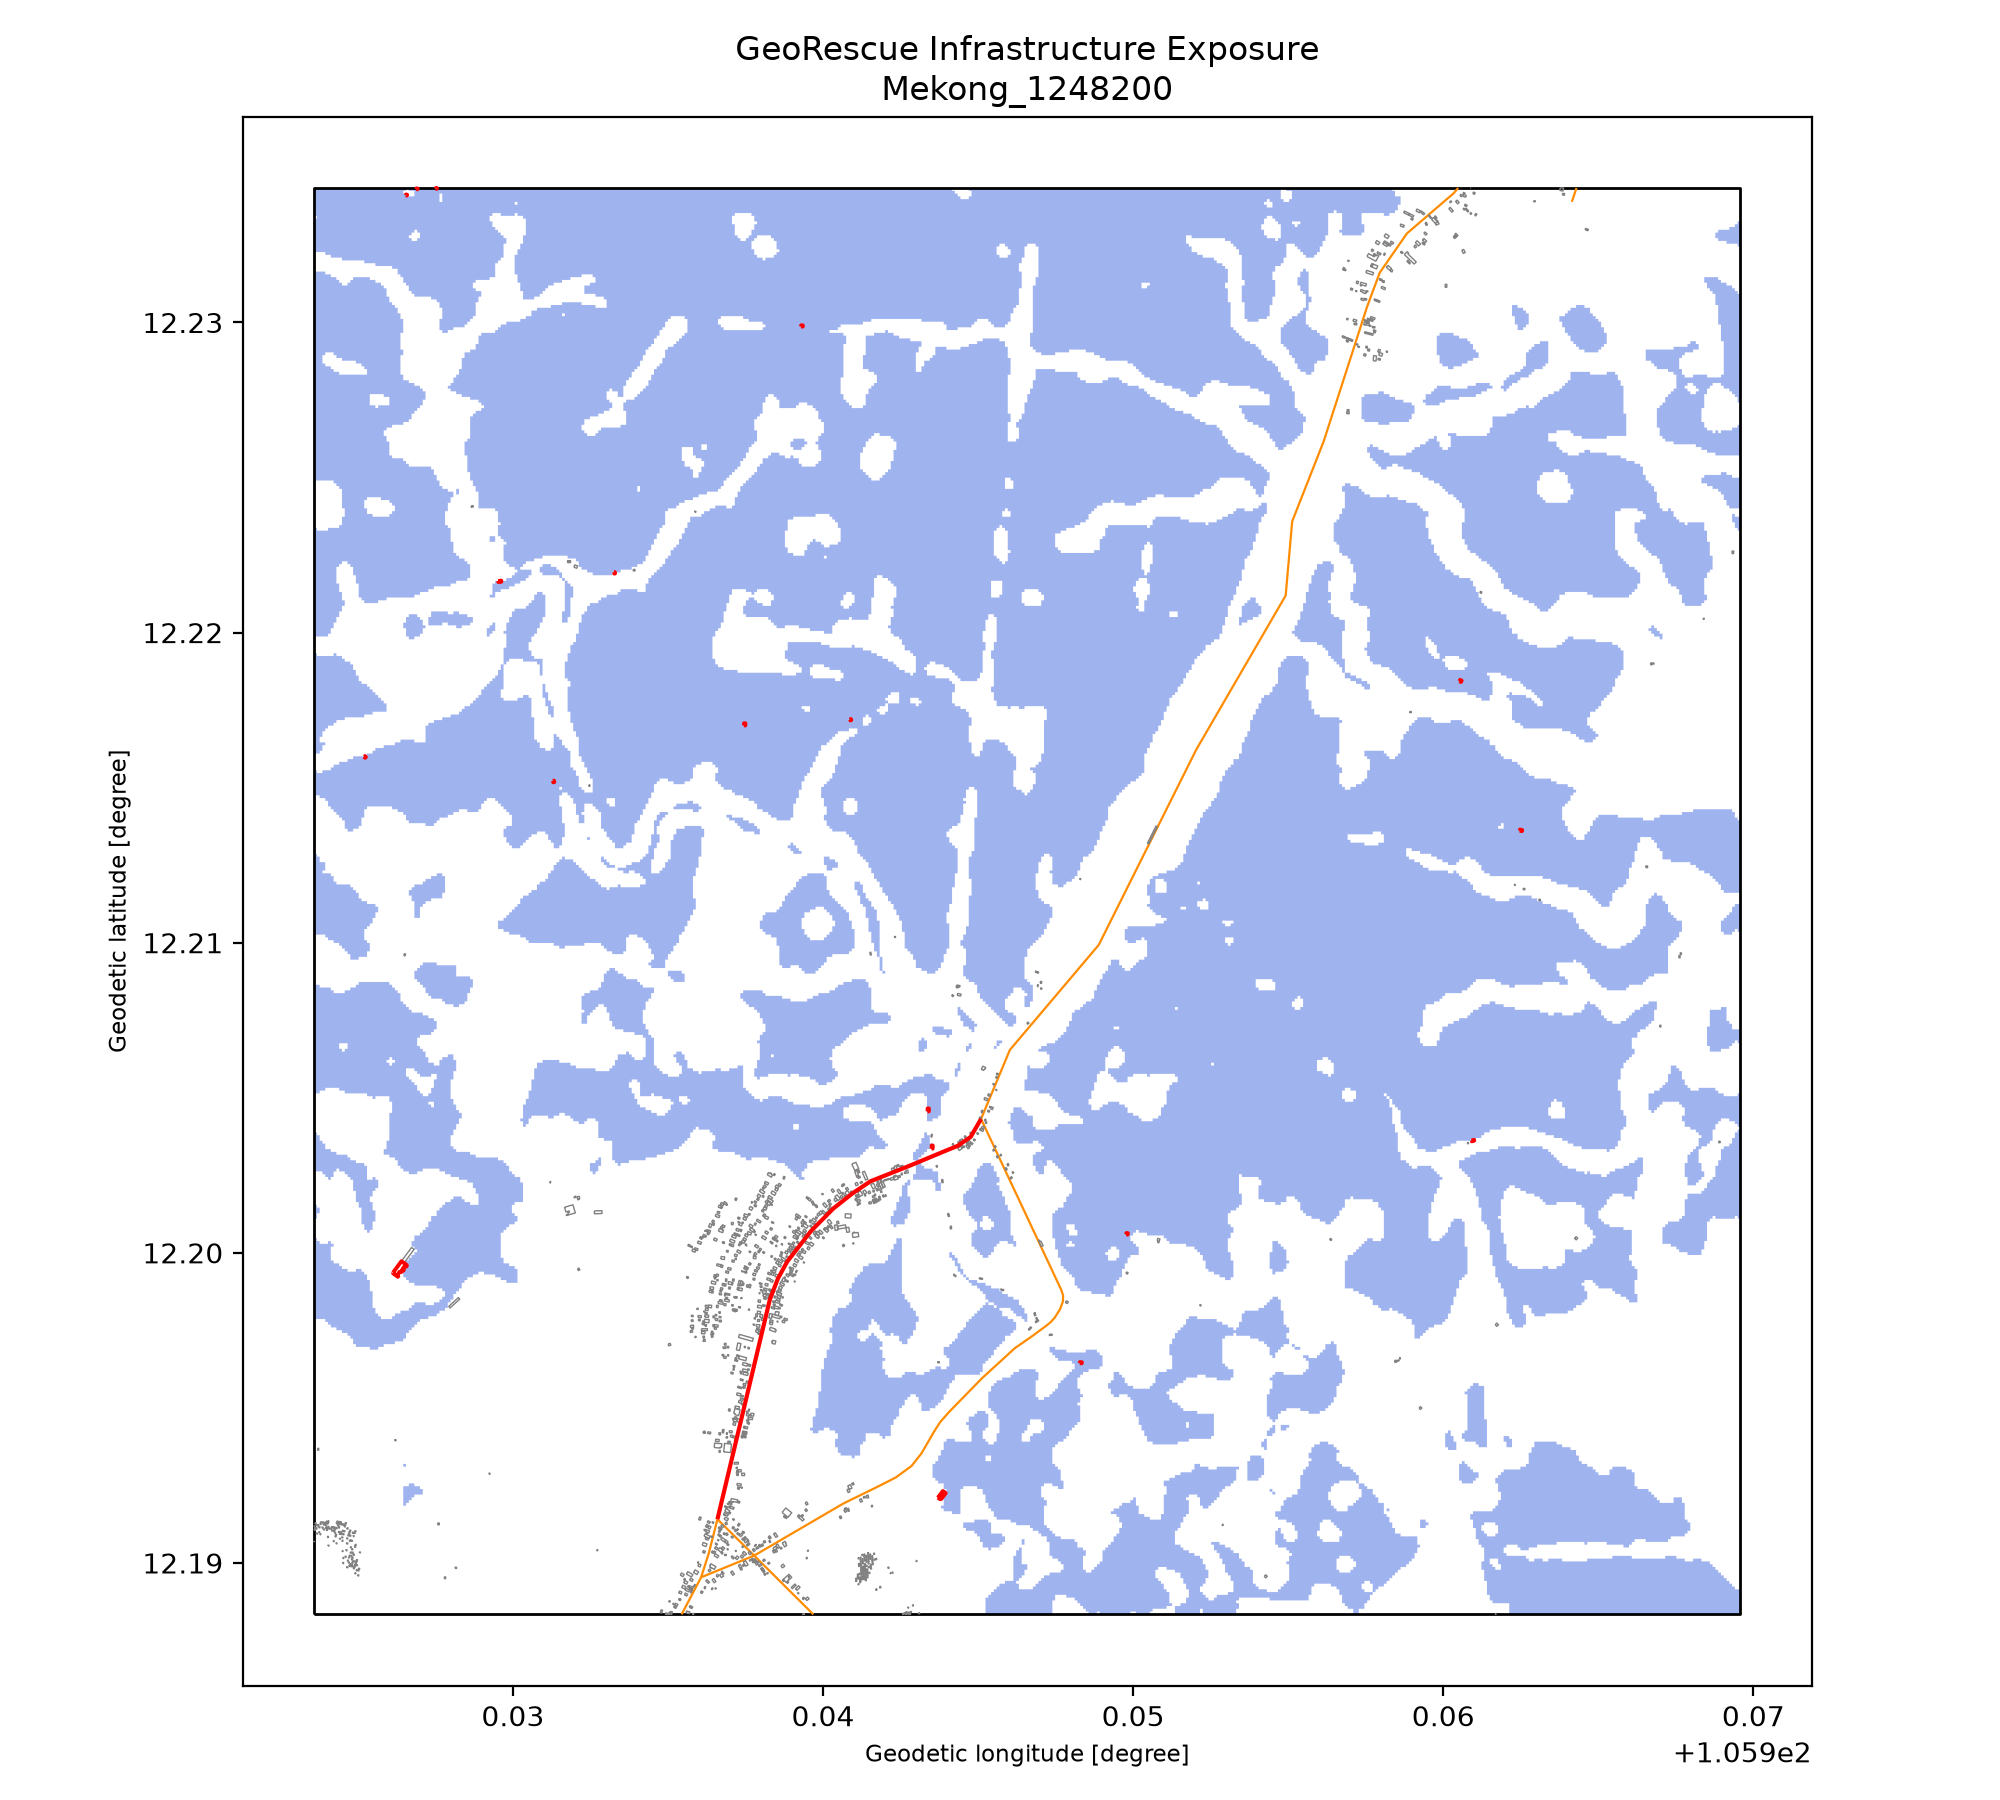 GeoRescue Infrastructure Exposure
Mekong_1248200
12.23
12.22
12.21
12.20
12.19
Geodetic latitude [degree]
0.03
0.04
0.05
0.06
0.07
Geodetic longitude [degree]
+1.059e2